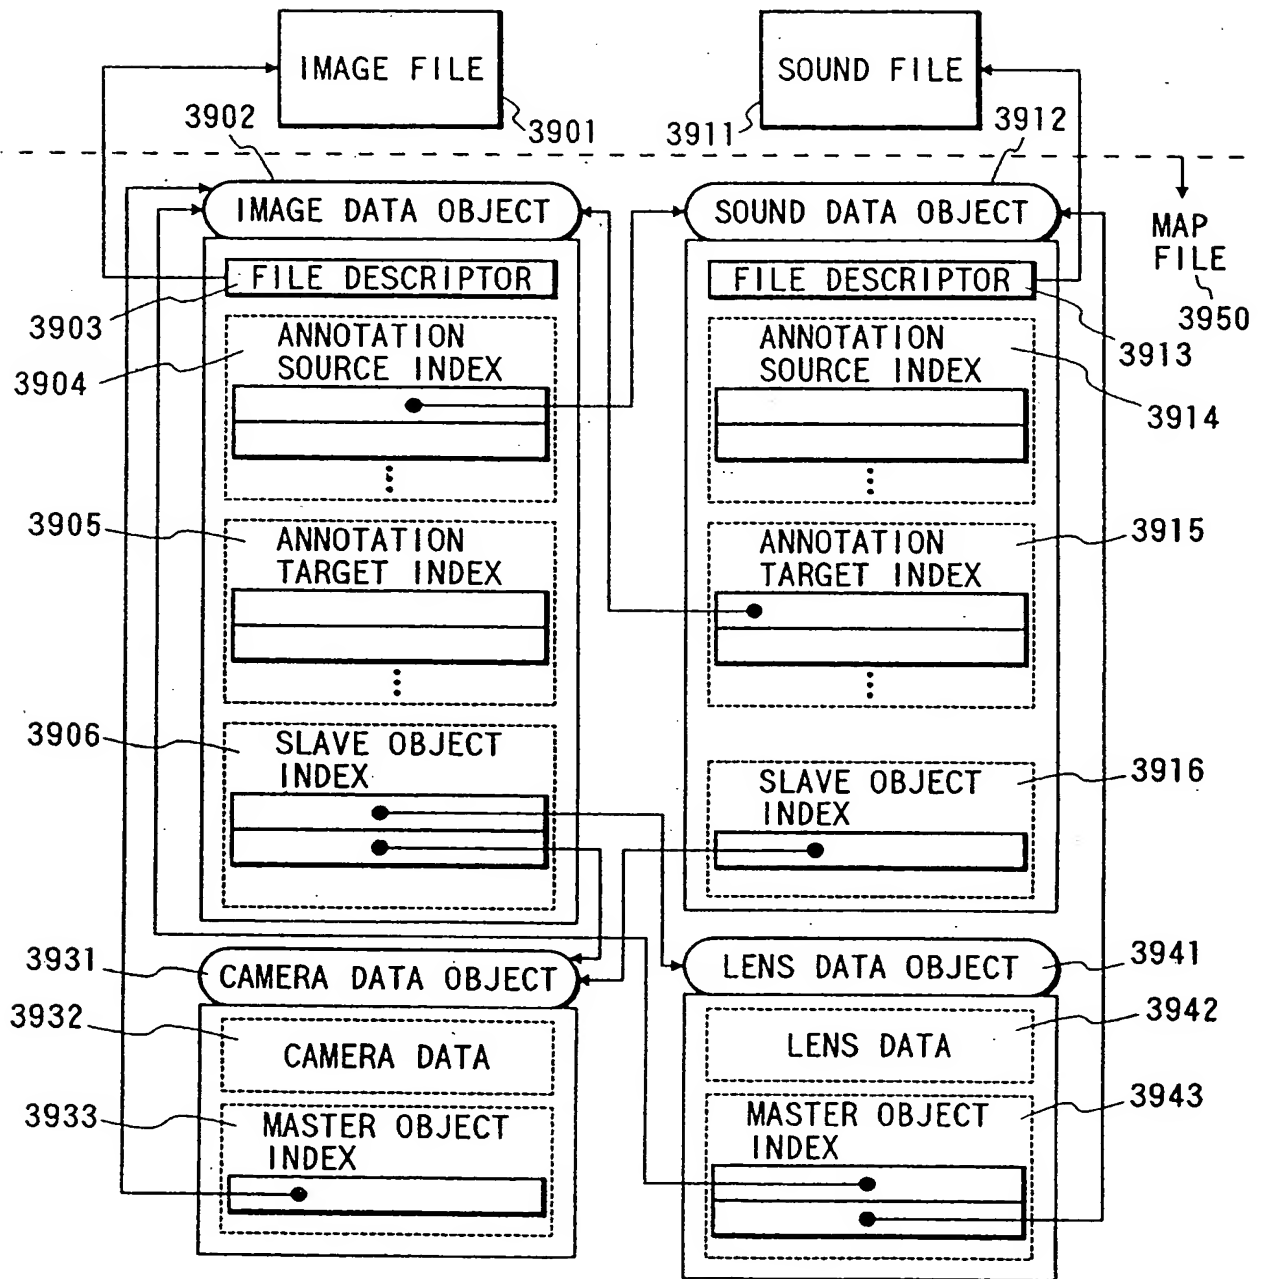 IMAGE FILE
3901
SOUND FILE
3911
3902
3912
IMAGE DATA OBJECT
SOUND DATA OBJECT
MAP
FILE
3950
FILE DESCRIPTOR
3903
FILE DESCRIPTOR
3913
ANNOTATION
SOURCE INDEX
3904
ANNOTATION
SOURCE INDEX
3914
3905
ANNOTATION
TARGET INDEX
ANNOTATION
TARGET INDEX
3915
3906
SLAVE OBJECT
INDEX
SLAVE OBJECT
INDEX
3916
3931
CAMERA DATA OBJECT
LENS DATA OBJECT
3941
3932
CAMERA DATA
LENS DATA
3942
3933
MASTER OBJECT
INDEX
MASTER OBJECT
INDEX
3943